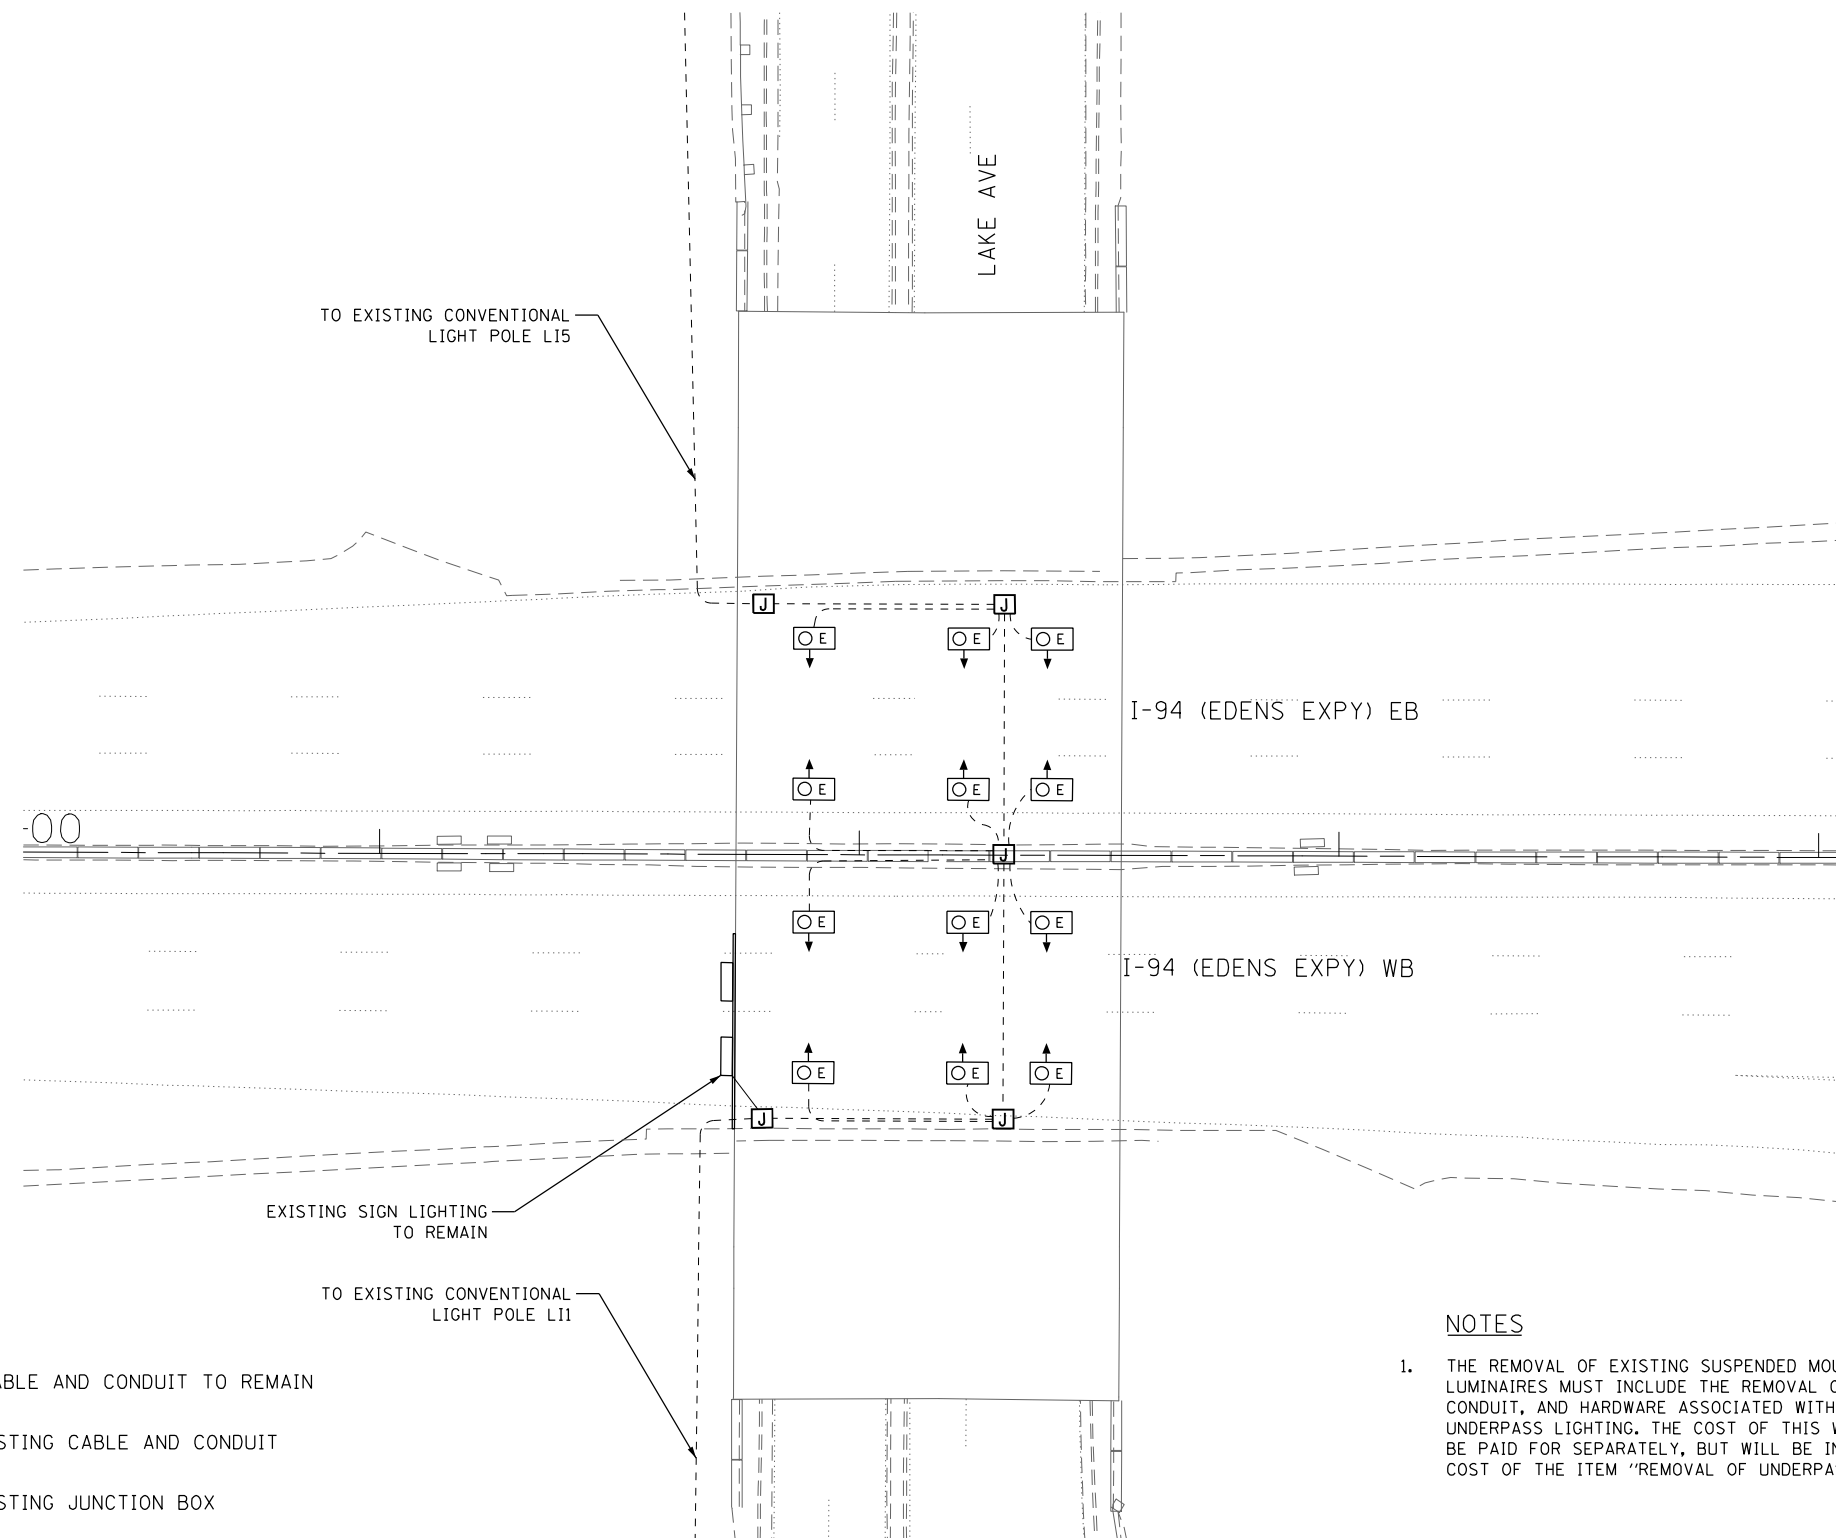 LAKE AVE
TO EXISTING CONVENTIONAL
LIGHT POLE LI5
J J
E E E
I-94 (EDENS EXPY) EB
E E E
-00
J
E E E
I-94 (EDENS EXPY) WB
E E E
J J
EXISTING SIGN LIGHTING
TO REMAIN
TO EXISTING CONVENTIONAL
LIGHT POLE LI1
ABLE AND CONDUIT TO REMAIN
STING CABLE AND CONDUIT
STING JUNCTION BOX
NOTES
1. THE REMOVAL OF EXISTING SUSPENDED MOU
LUMINAIRES MUST INCLUDE THE REMOVAL O
CONDUIT, AND HARDWARE ASSOCIATED WITH
UNDERPASS LIGHTING. THE COST OF THIS W
BE PAID FOR SEPARATELY, BUT WILL BE IN
COST OF THE ITEM "REMOVAL OF UNDERPA